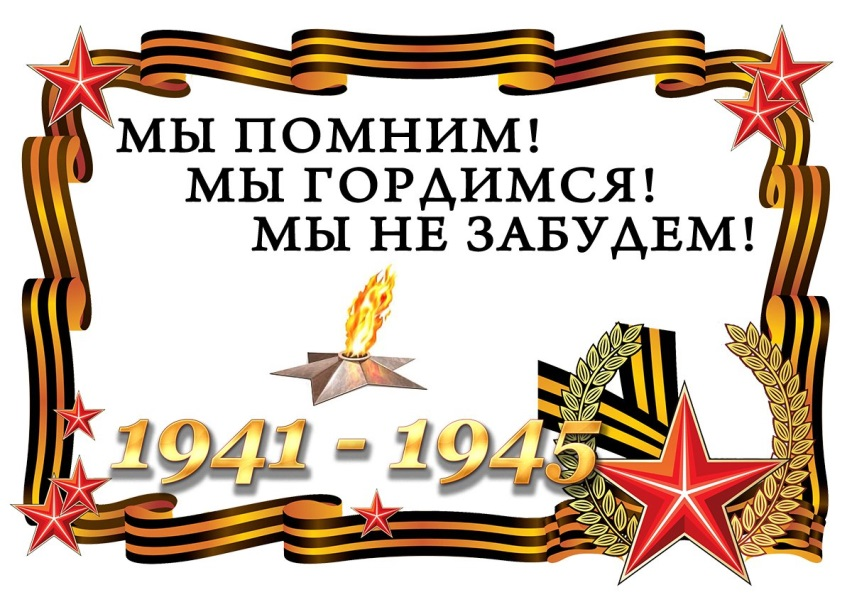 МЫ ПОМНИМ!
МЫ ГОРДИМСЯ!
МЫ НЕ ЗАБУДЕМ!
1941 - 1945